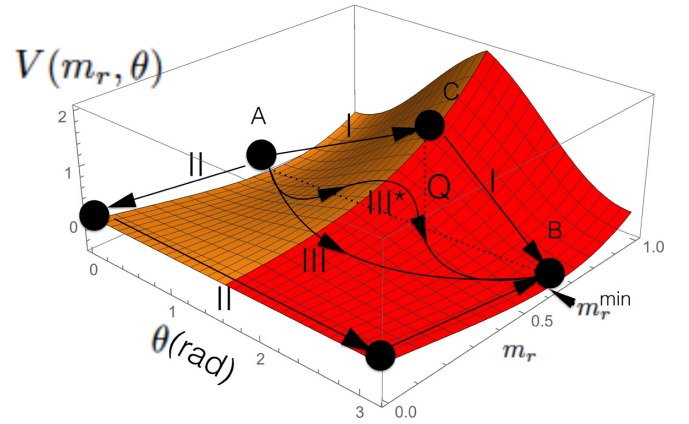 V(m_r, θ)
2
1
0
A
I
C
II
III*
Q
I
III
B
II
m_r^min
1.0
0.5
0.0
m_r
0
1
2
3
θ(rad)